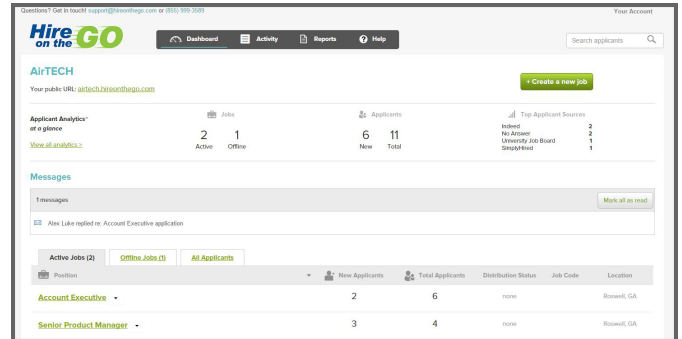 Questions? Get in touch! support@hireonthego.com or (855) 999-3589
Your Account
Hire on the GO
Dashboard
Activity
Reports
Help
Search applicants
AirTECH
Your public URL: airtech.hireonthego.com
+ Create a new job
Applicant Analytics*
at a glance
View all analytics >
Jobs
2 1
Active Offline
Applicants
6 11
New Total
Top Applicant Sources
Indeed 2
No Answer 2
University Job Board 1
SimplyHired 1
Messages
1 messages
Mark all as read
Alex Luke replied re: Account Executive application
Active Jobs (2) Offline Jobs (1) All Applicants
Position New Applicants Total Applicants Distribution Status Job Code Location
Account Executive 2 6 none Roswell, GA
Senior Product Manager 3 4 none Roswell, GA